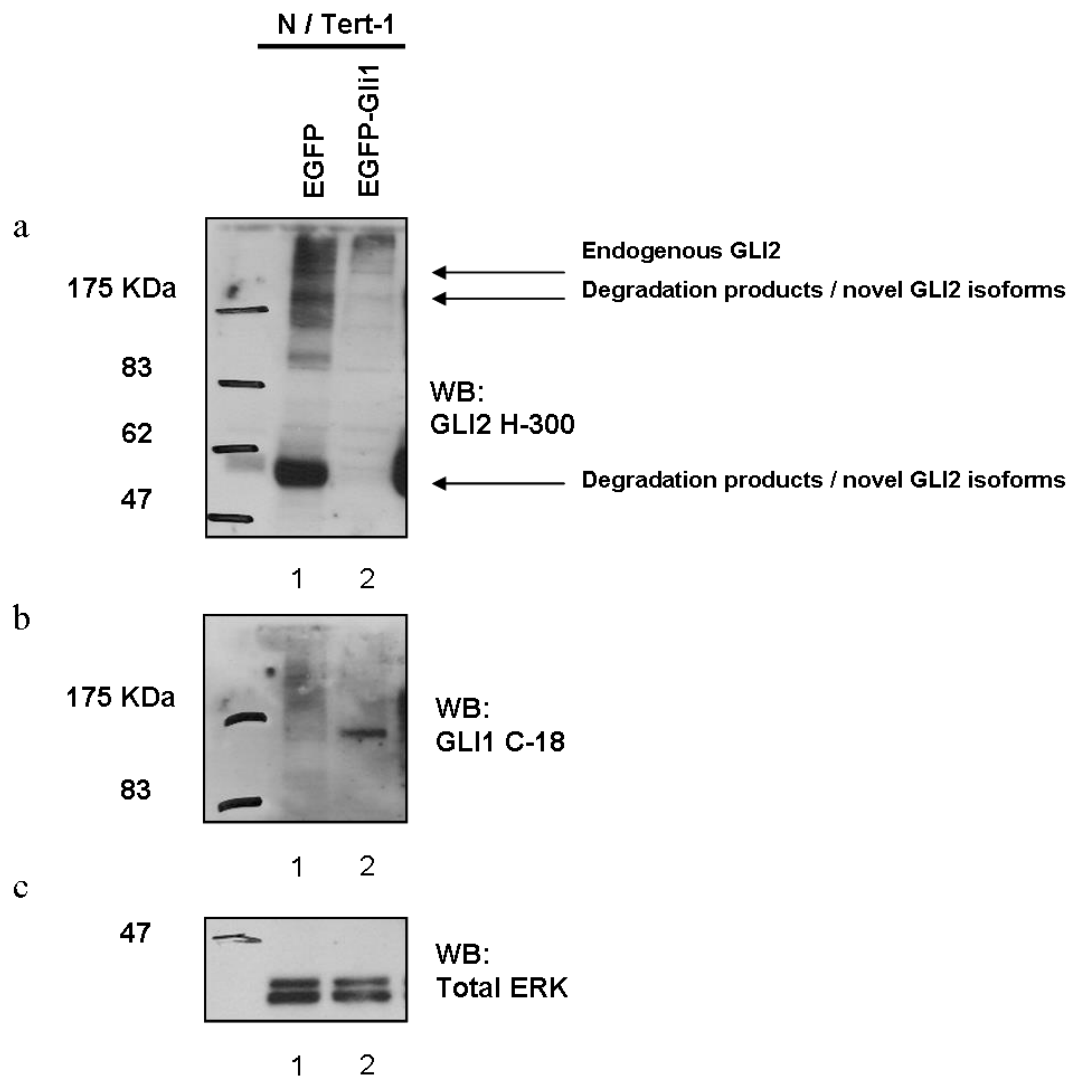 N / Tert-1
EGFP
EGFP-Gli1
a
175 KDa
83
62
47
Endogenous GLI2
Degradation products / novel GLI2 isoforms
WB:
GLI2 H-300
Degradation products / novel GLI2 isoforms
1 2
b
175 KDa
83
WB:
GLI1 C-18
1 2
c
47
WB:
Total ERK
1 2